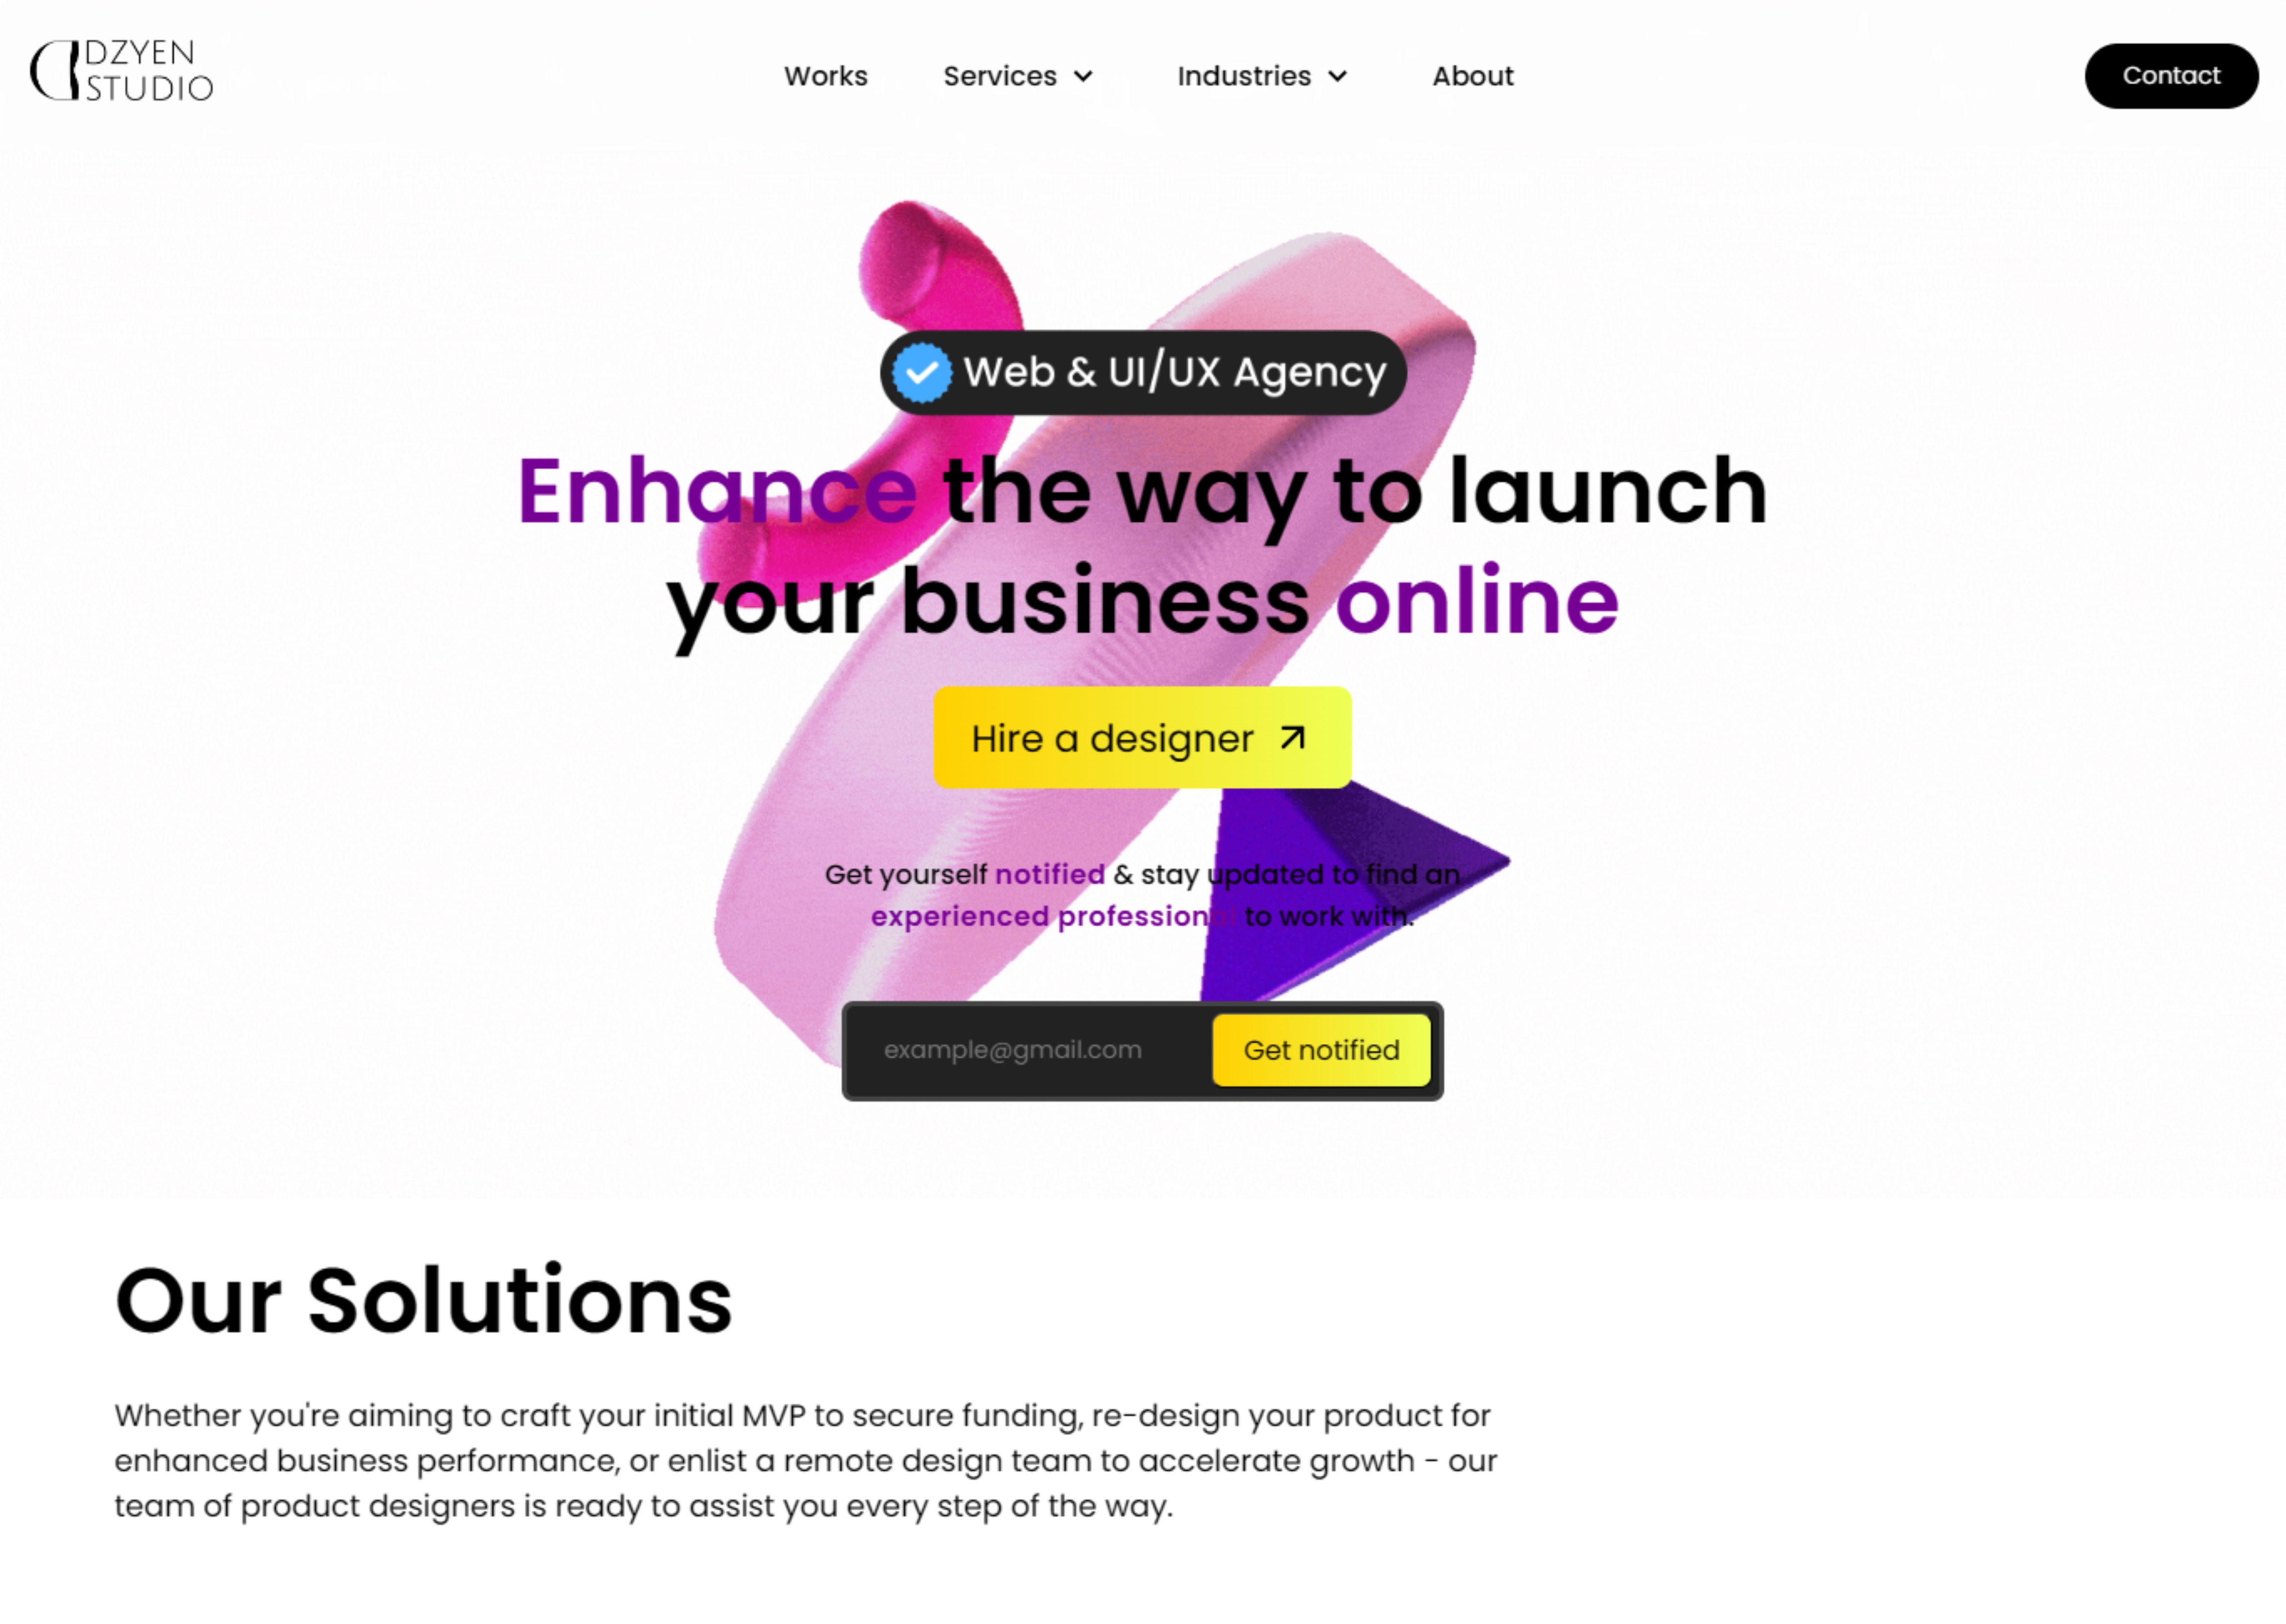 DZYEN
STUDIO
Works
Services
Industries
About
Contact
Web & UI/UX Agency
Enhance the way to launch
your business online
Hire a designer
Get yourself notified & stay updated to find an
experienced professional to work with.
example@gmail.com
Get notified
Our Solutions
Whether you're aiming to craft your initial MVP to secure funding, re-design your product for
enhanced business performance, or enlist a remote design team to accelerate growth - our
team of product designers is ready to assist you every step of the way.